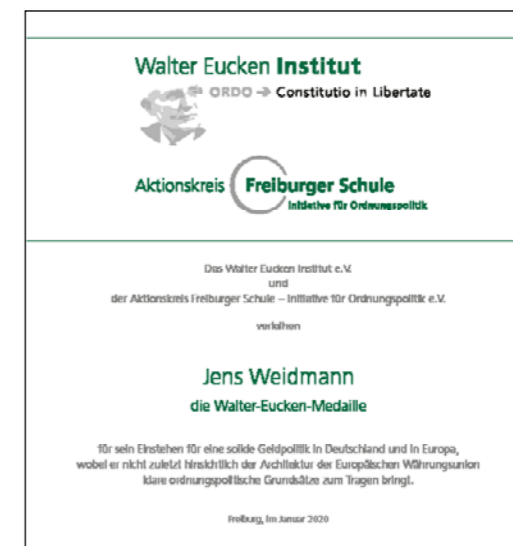 Walter Eucken Institut
ORDO → Constitutio in Libertate
Aktionskreis Freiburger Schule
Initiative für Ordnungspolitik
Das Walter Eucken Institut e.V.
und
der Aktionskreis Freiburger Schule – Initiative für Ordnungspolitik e.V.
verleihen
Jens Weidmann
die Walter-Eucken-Medaille
für sein Einstehen für eine solide Geldpolitik in Deutschland und in Europa,
wobei er nicht zuletzt hinsichtlich der Architektur der Europäischen Währungsunion
klare ordnungspolitische Grundsätze zum Tragen bringt.
Freiburg, im Januar 2020